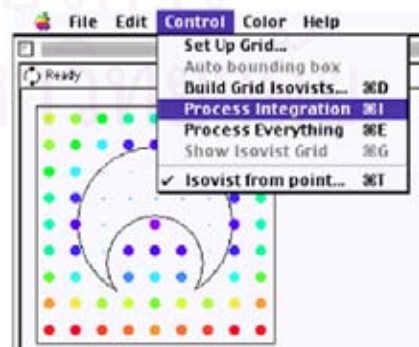 File Edit Control Color Help
Set Up Grid...
Auto bounding box
Build Grid Isovists... ⌘D
Process Integration ⌘I
Process Everything ⌘E
Show Isovist Grid ⌘G
✓ Isovist from point... ⌘T
Ready